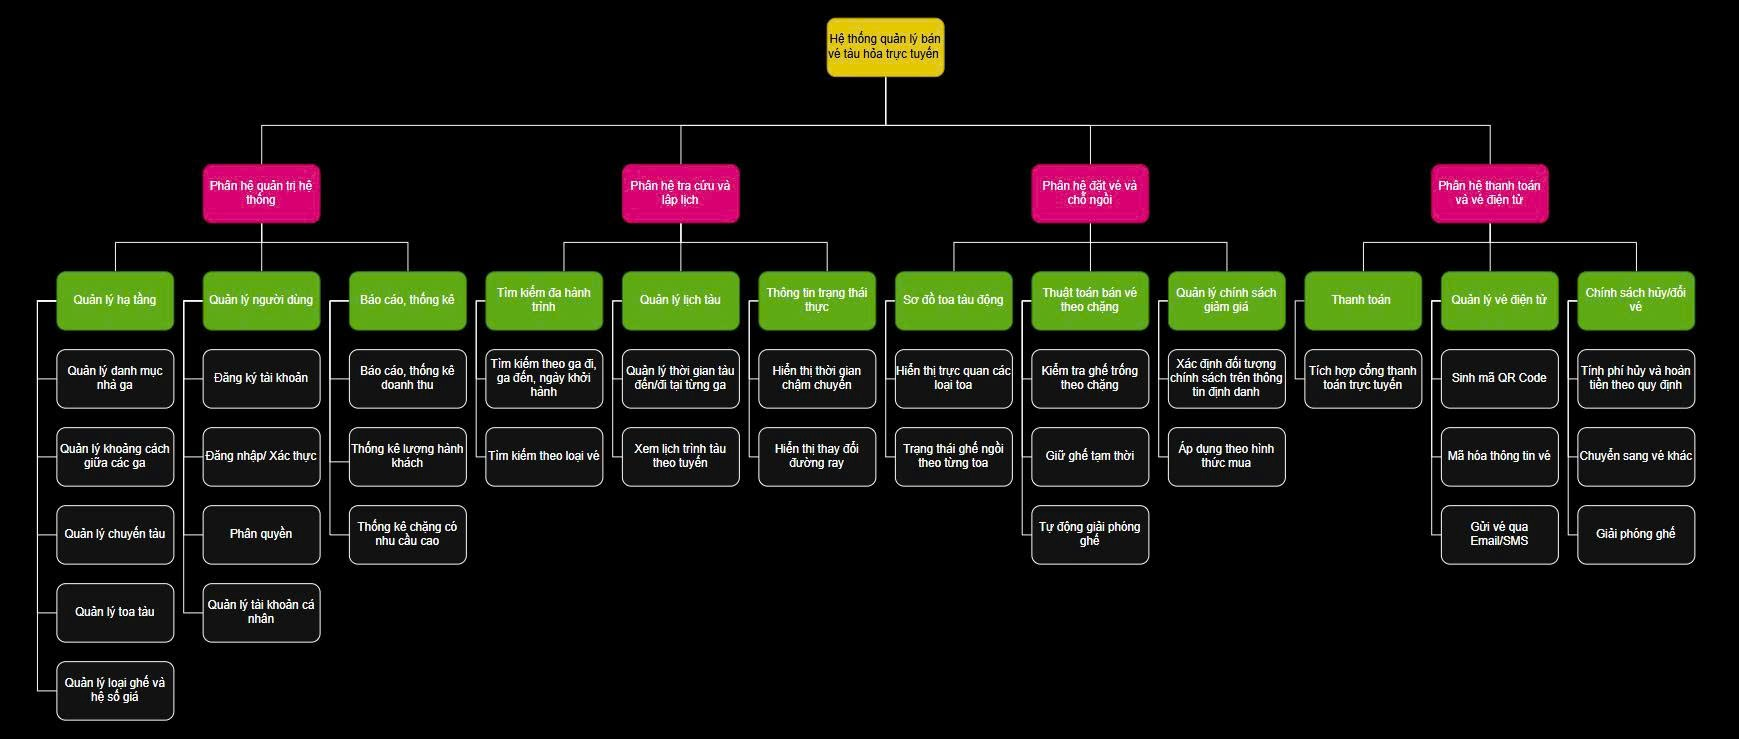 Hệ thống quản lý bán
vé tàu hỏa trực tuyến
Phân hệ quản trị hệ
thống
Phân hệ tra cứu và
lập lịch
Phân hệ đặt vé và
chỗ ngồi
Phân hệ thanh toán
và vé điện tử
Quản lý hạ tầng
Quản lý người dùng
Báo cáo, thống kê
Tìm kiếm đa hành
trình
Quản lý lịch tàu
Thông tin trạng thái
thực
Sơ đồ toa tàu động
Thuật toán bán vé
theo chặng
Quản lý chính sách
giảm giá
Thanh toán
Quản lý vé điện tử
Chính sách hủy/đổi
vé
Quản lý danh mục
nhà ga
Đăng ký tài khoản
Báo cáo, thống kê
doanh thu
Tìm kiếm theo ga đi,
ga đến, ngày khởi
hành
Quản lý thời gian tàu
đến/đi tại từng ga
Hiển thị thời gian
chậm chuyến
Hiển thị trực quan các
loại toa
Kiểm tra ghế trống
theo chặng
Xác định đối tượng
chính sách trên thông
tin định danh
Tích hợp cổng thanh
toán trực tuyến
Sinh mã QR Code
Tính phí hủy và hoàn
tiền theo quy định
Quản lý khoảng cách
giữa các ga
Đăng nhập/ Xác thực
Thống kê lượng hành
khách
Tìm kiếm theo loại vé
Xem lịch trình tàu
theo tuyến
Hiển thị thay đổi
đường ray
Trạng thái ghế ngồi
theo từng toa
Giữ ghế tạm thời
Áp dụng theo hình
thức mua
Mã hóa thông tin vé
Chuyển sang vé khác
Quản lý chuyến tàu
Phân quyền
Thống kê chặng có
nhu cầu cao
Tự động giải phóng
ghế
Gửi vé qua
Email/SMS
Giải phóng ghế
Quản lý toa tàu
Quản lý tài khoản cá
nhân
Quản lý loại ghế và
hệ số giá